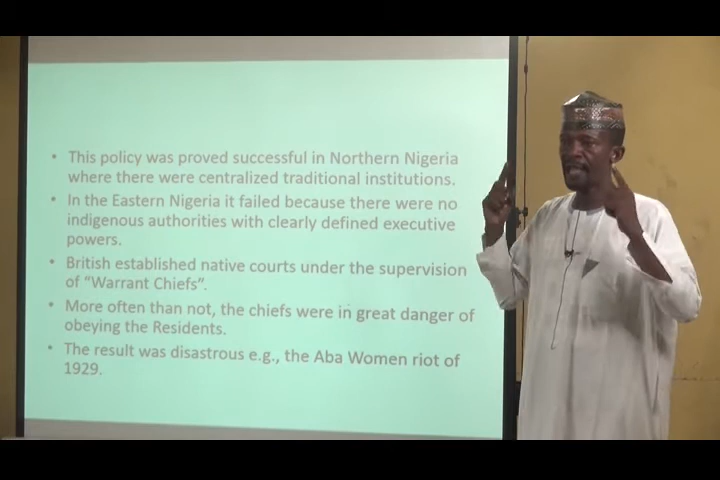 • This policy was proved successful in Northern Nigeria
where there were centralized traditional institutions.
• In the Eastern Nigeria it failed because there were no
indigenous authorities with clearly defined executive
powers.
• British established native courts under the supervision
of "Warrant Chiefs".
• More often than not, the chiefs were in great danger of
obeying the Residents.
• The result was disastrous e.g., the Aba Women riot of
1929.